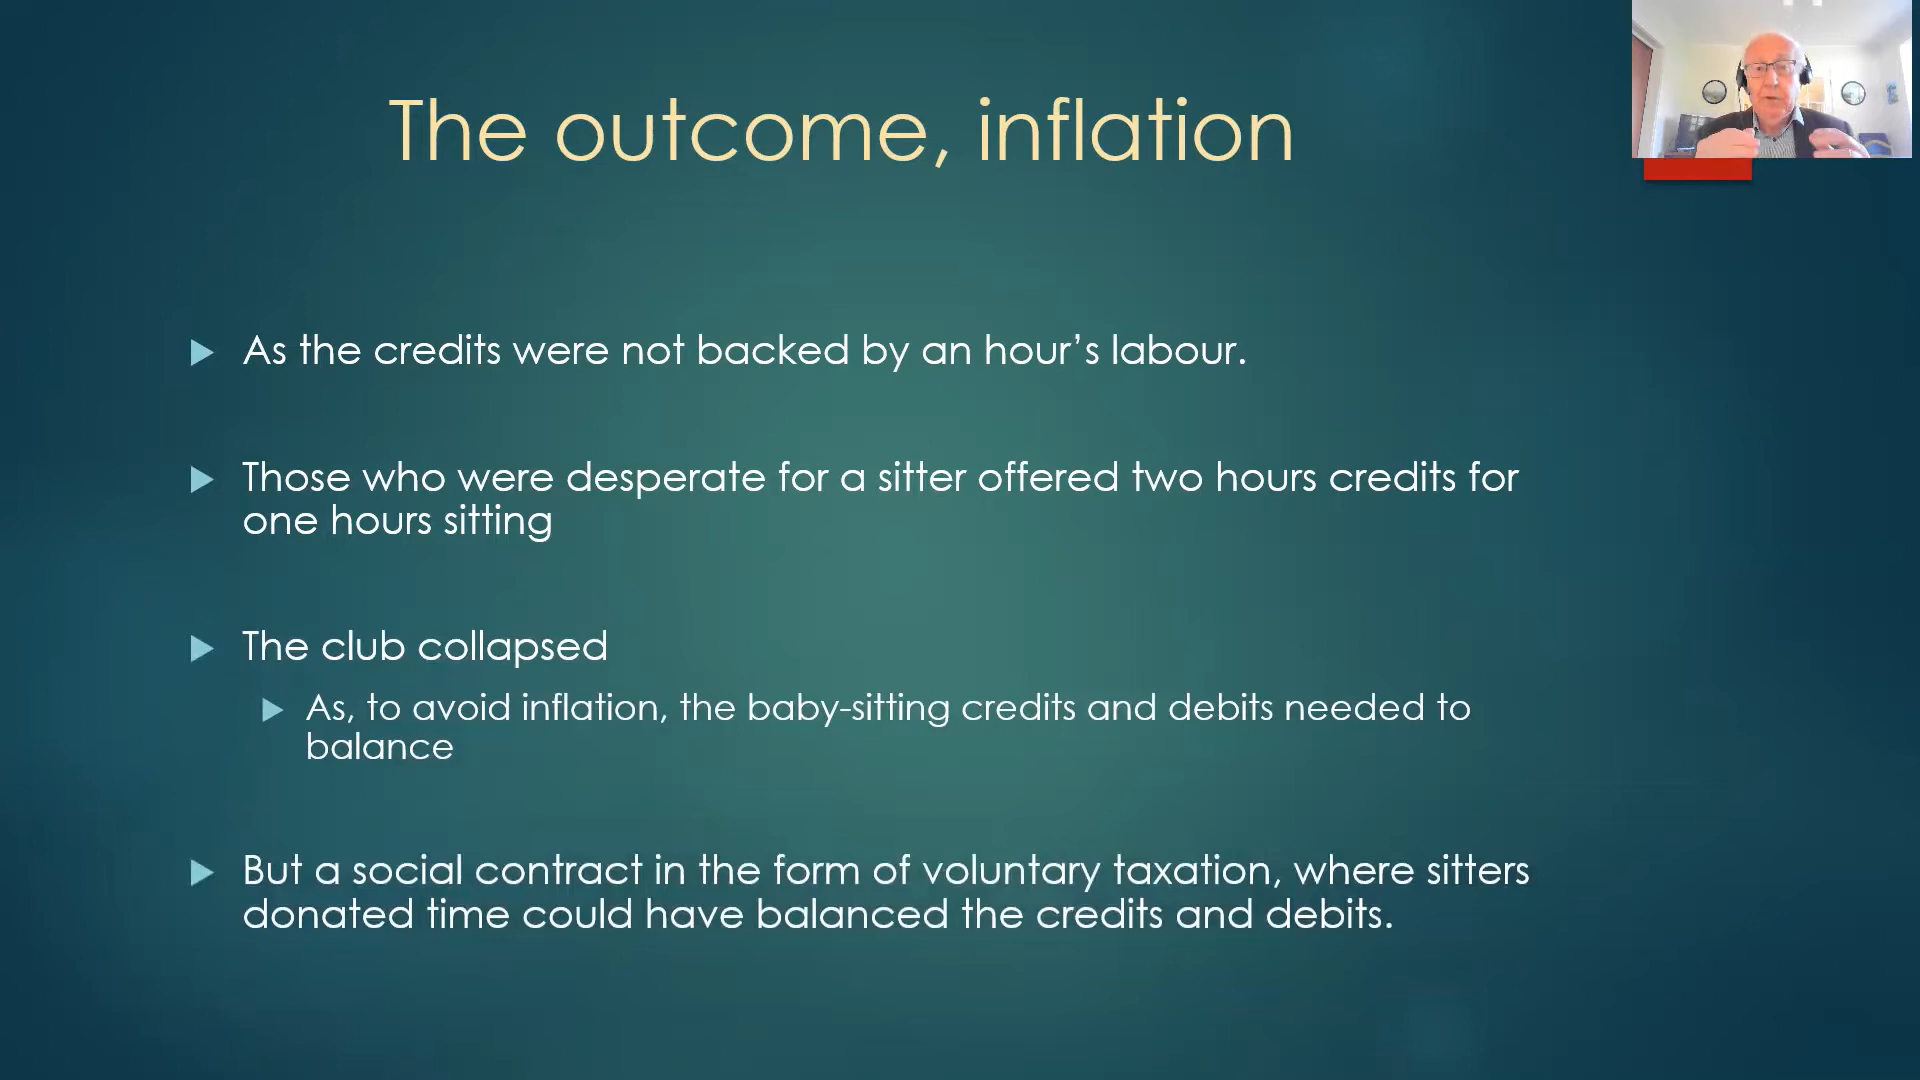 The outcome, inflation
As the credits were not backed by an hour’s labour.
Those who were desperate for a sitter offered two hours credits for
one hours sitting
The club collapsed
As, to avoid inflation, the baby-sitting credits and debits needed to
balance
But a social contract in the form of voluntary taxation, where sitters
donated time could have balanced the credits and debits.